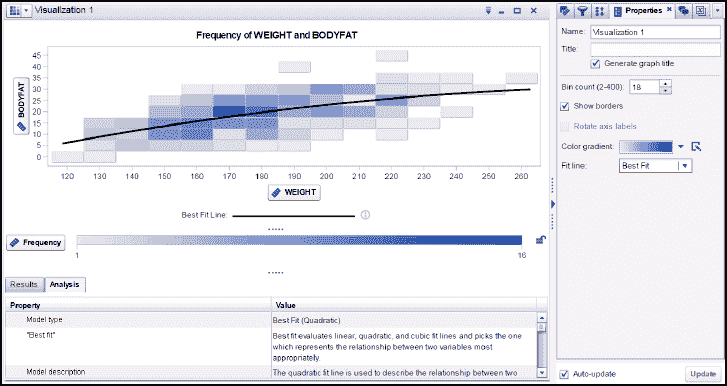 Visualization 1
Frequency of WEIGHT and BODYFAT
BODYFAT
45
40
35
30
25
20
15
10
5
0
120 130 140 150 160 170 180 190 200 210 220 230 240 250 260
WEIGHT
Best Fit Line:
Frequency
1 16
Results Analysis
Property Value
Model type Best Fit (Quadratic)
"Best fit" Best fit evaluates linear, quadratic, and cubic fit lines and picks the one
which represents the relationship between two variables most
appropriately.
Model description The quadratic fit line is used to describe the relationship between two
Properties
Name: Visualization 1
Title:
Generate graph title
Bin count (2-400): 18
Show borders
Rotate axis labels
Color gradient:
Fit line: Best Fit
Auto-update Update